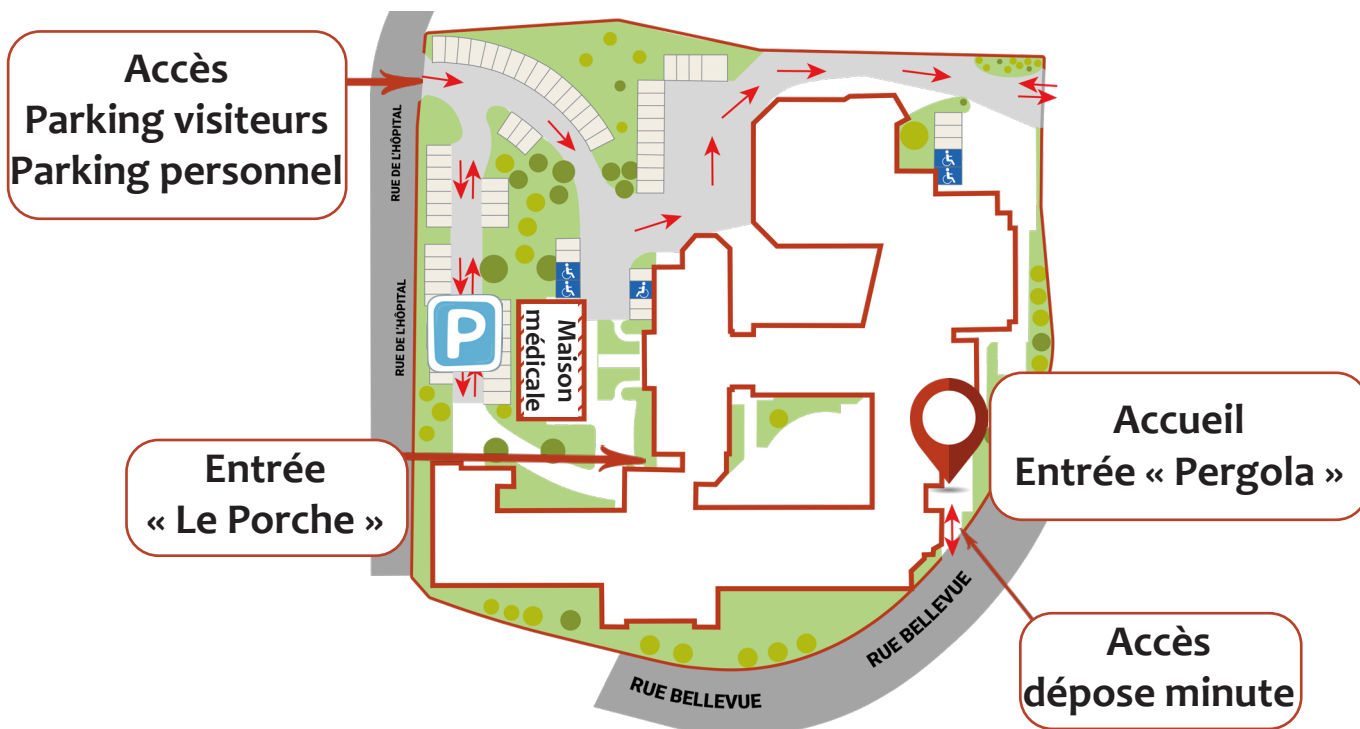 Accès
Parking visiteurs
Parking personnel
RUE DE L'HÔPITAL
RUE DE L'HÔPITAL
P
Maison
médicale
Entrée
« Le Porche »
Accueil
Entrée « Pergola »
RUE BELLEVUE
RUE BELLEVUE
Accès
dépose minute